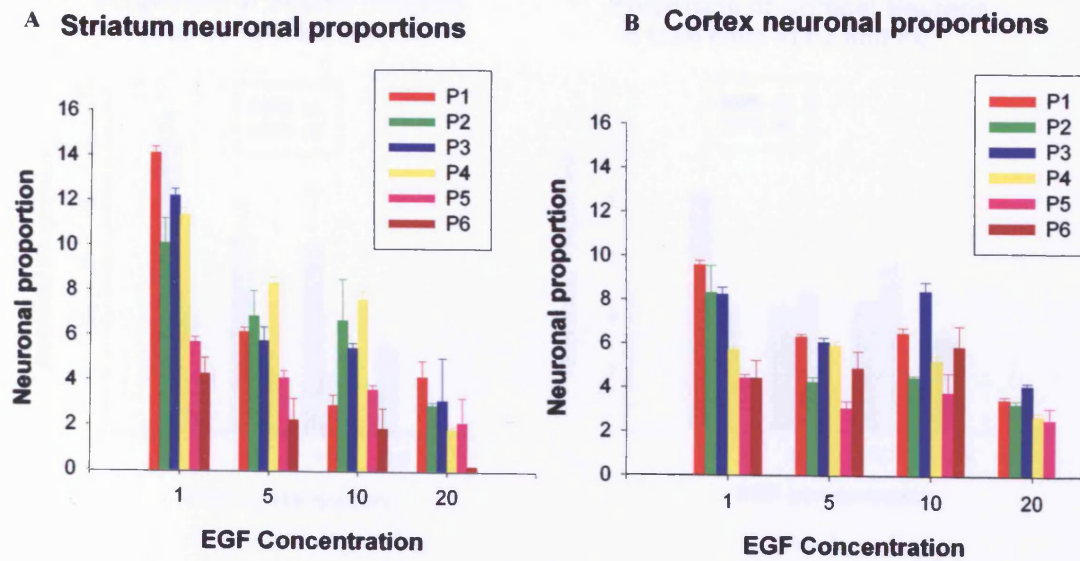 A Striatum neuronal proportions
P1
P2
P3
P4
P5
P6
16
14
12
10
8
6
4
2
0
Neuronal proportion
1 5 10 20
EGF Concentration
B Cortex neuronal proportions
P1
P2
P3
P4
P5
P6
16
14
12
10
8
6
4
2
0
Neuronal proportion
1 5 10 20
EGF Concentration